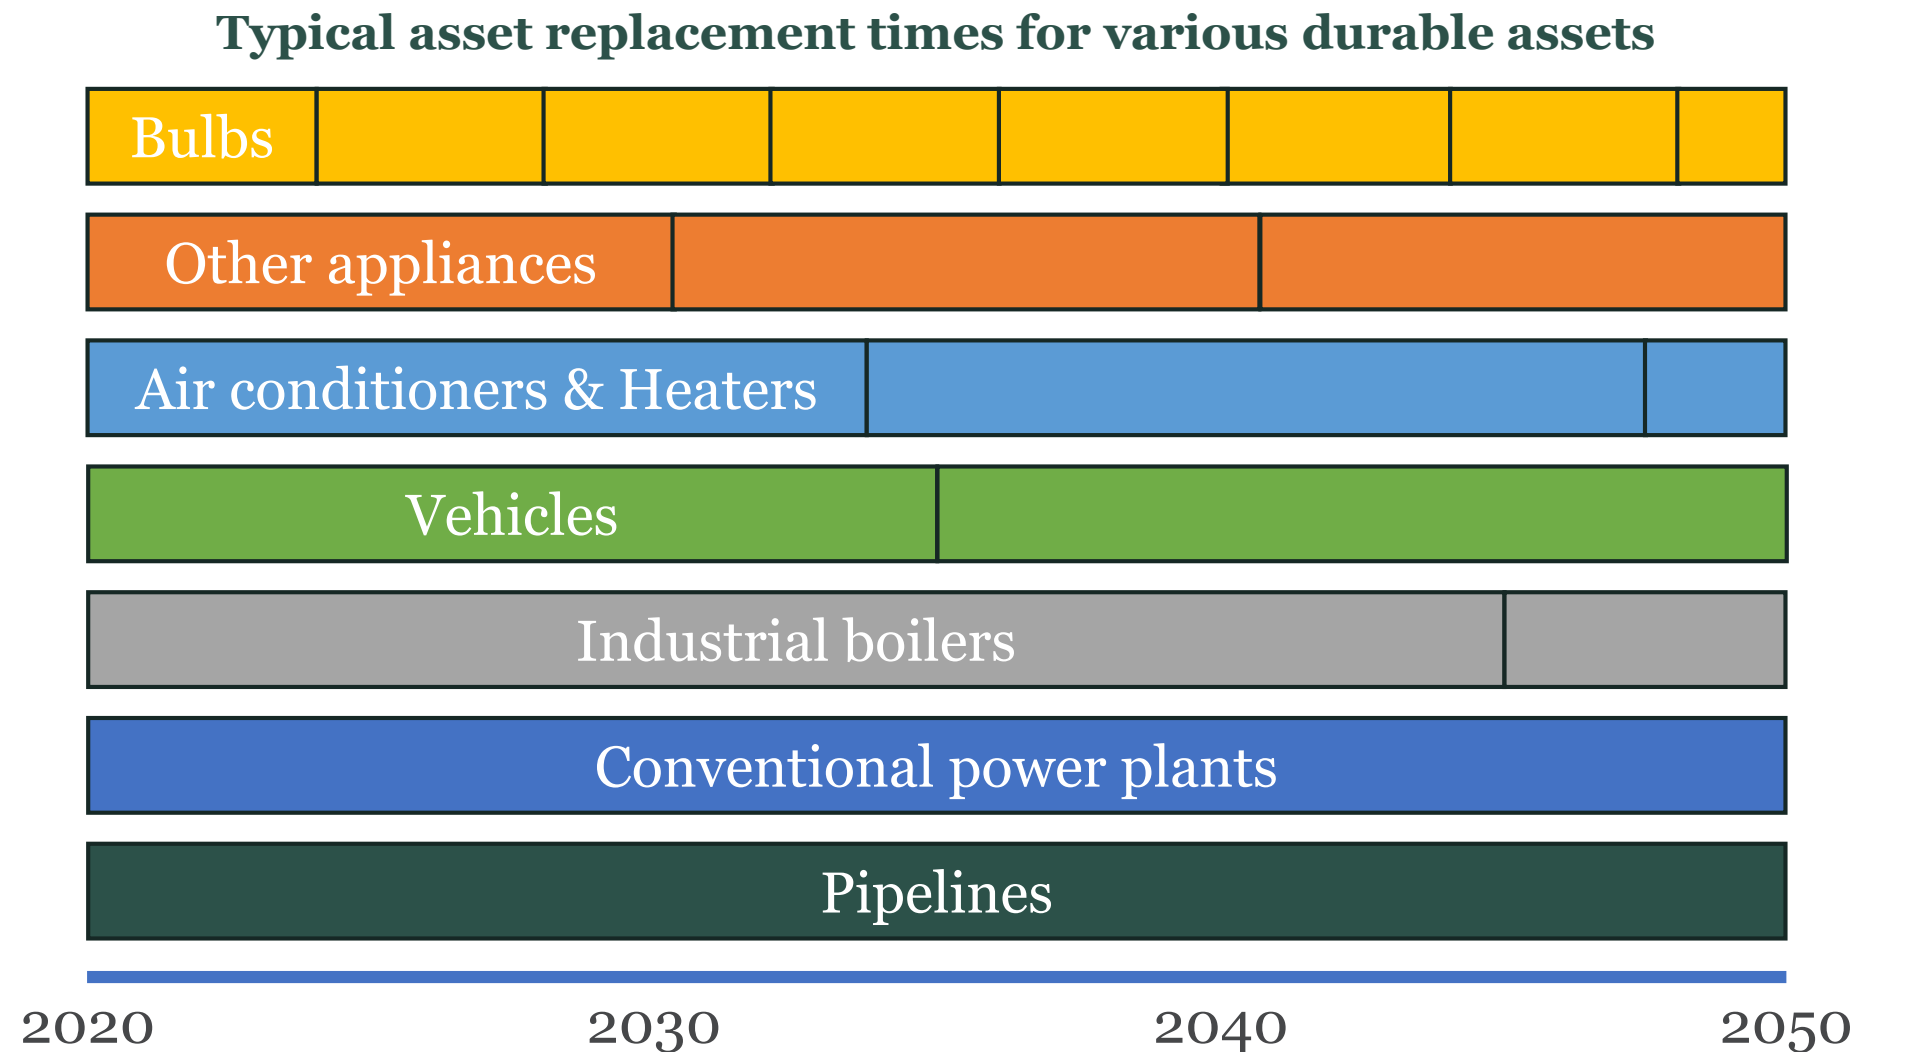 Typical asset replacement times for various durable assets
Bulbs
Other appliances
Air conditioners & Heaters
Vehicles
Industrial boilers
Conventional power plants
Pipelines
2020 2030 2040 2050